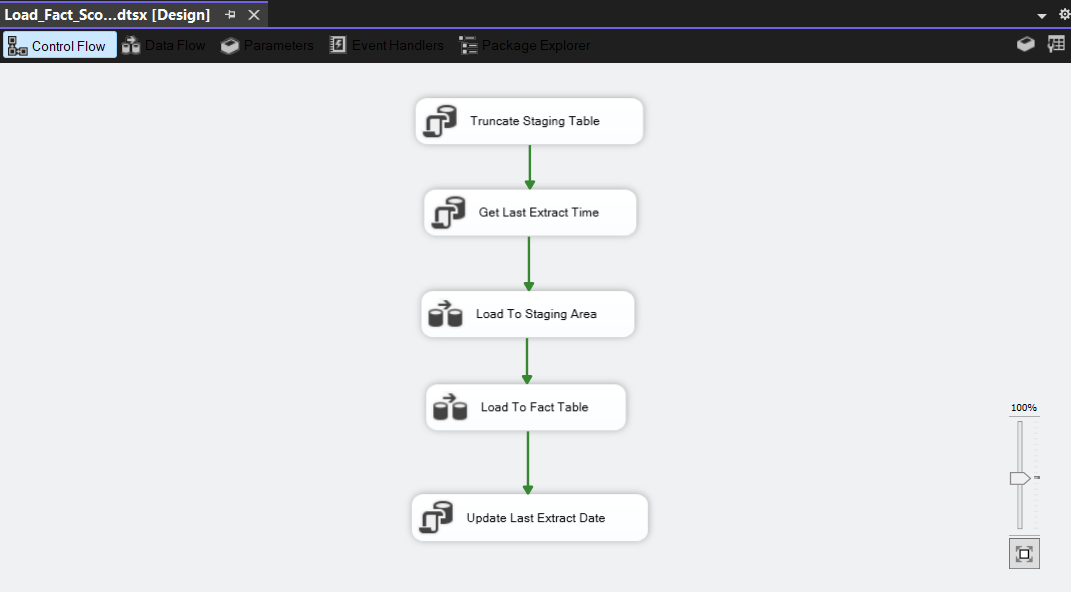 Load_Fact_Sco...dtsx [Design]
Control Flow Data Flow Parameters Event Handlers Package Explorer
Truncate Staging Table
Get Last Extract Time
Load To Staging Area
Load To Fact Table
100%
Update Last Extract Date